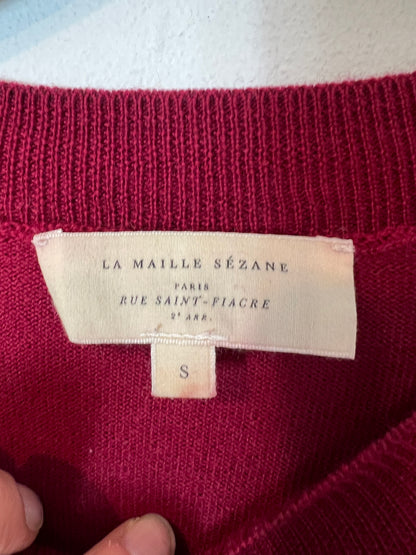 LA MAILLE SÉZANE
PARIS
RUE SAINT-FIACRE
2e ARR.
S